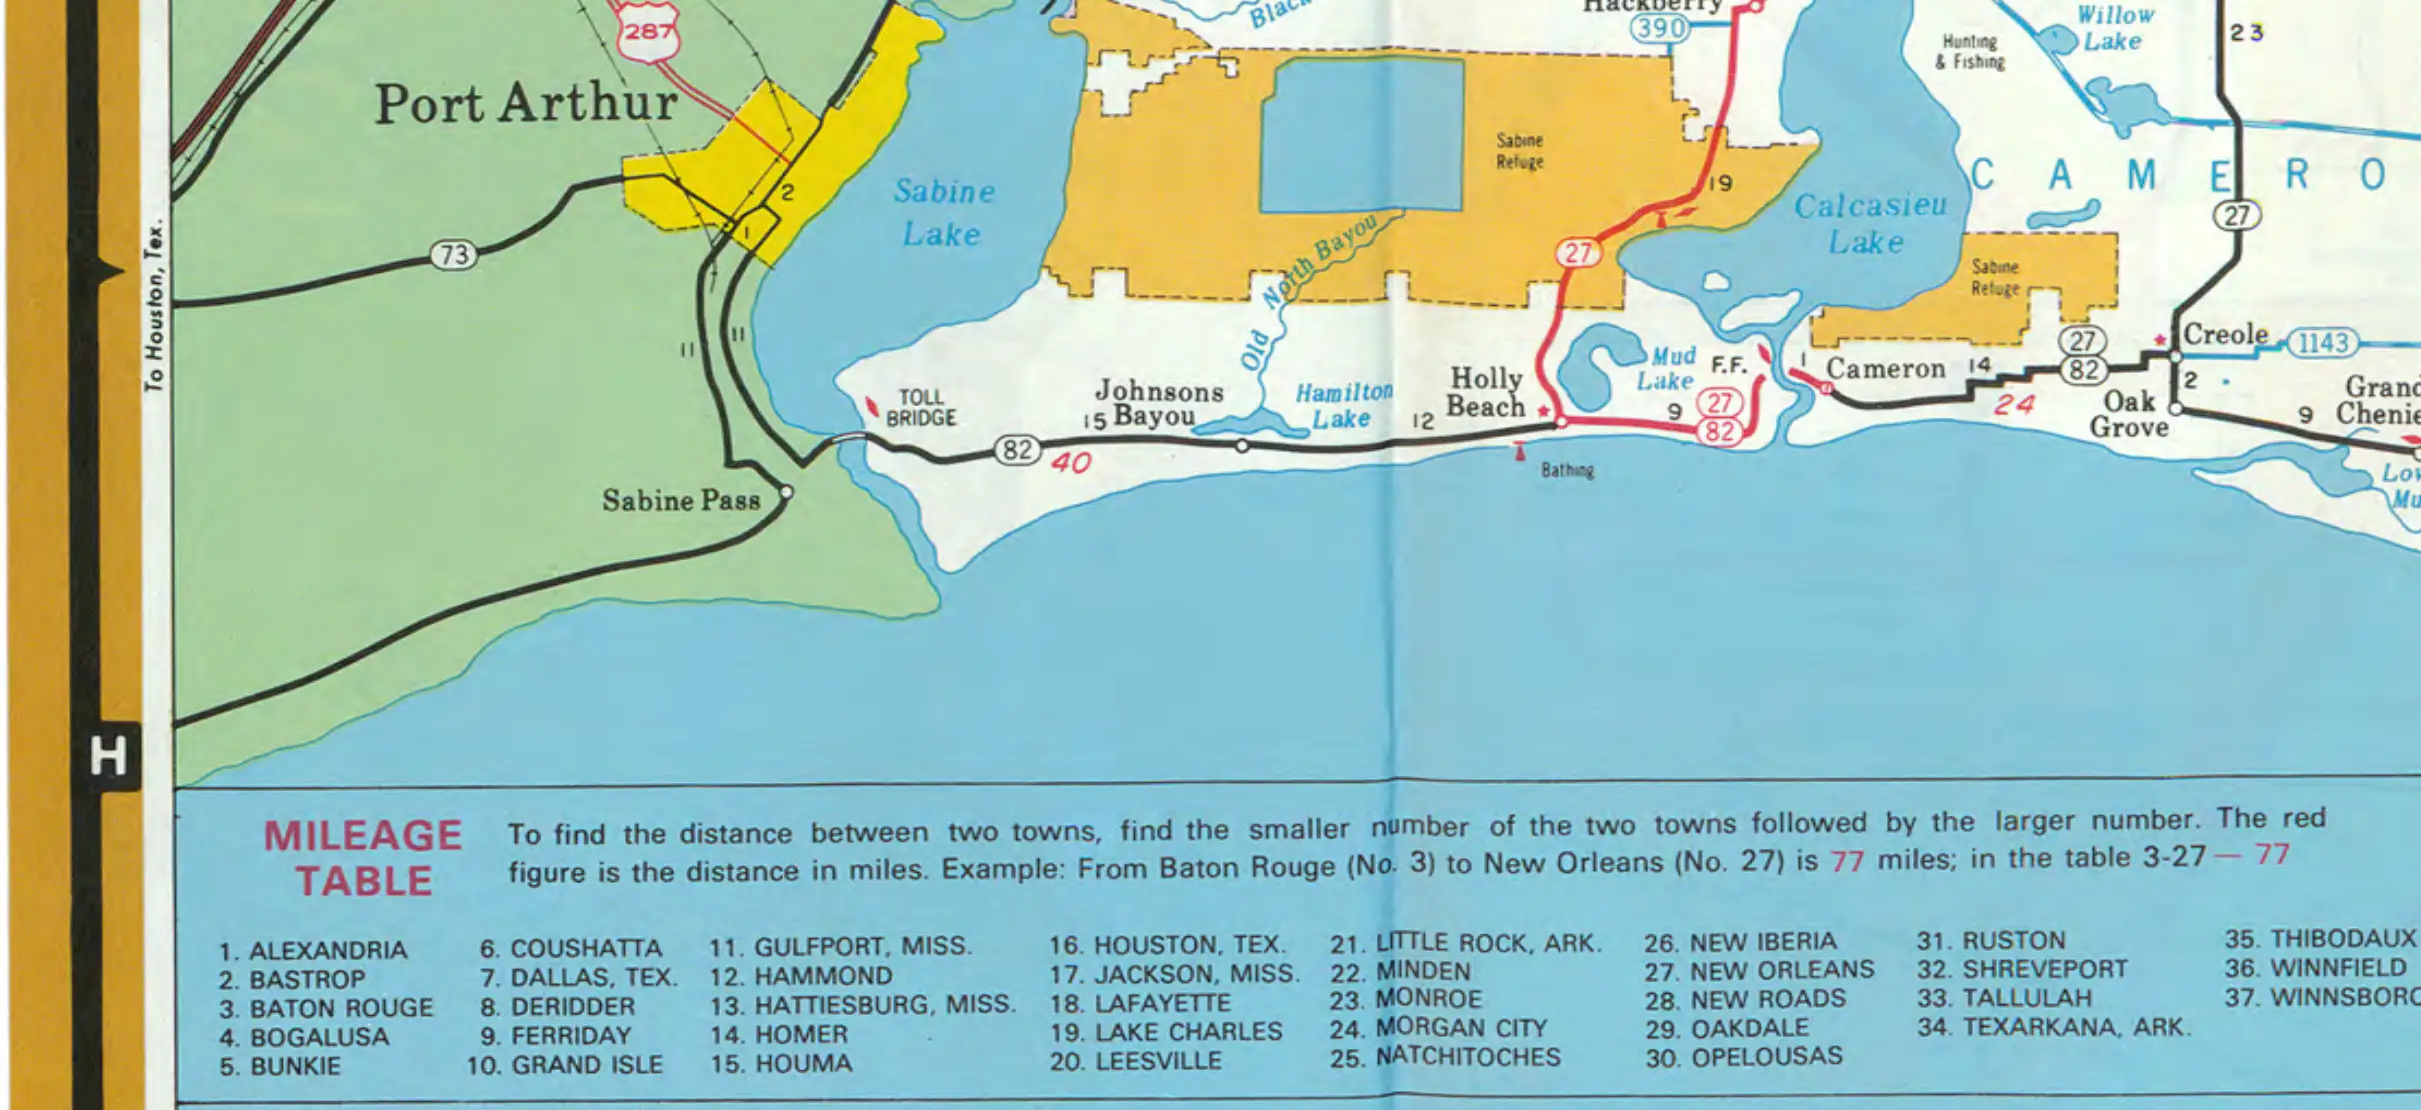 287
Port Arthur
2
1
73
11
11
To Houston, Tex.
Sabine
Lake
TOLL
BRIDGE
Sabine Pass
82
40
15
Johnsons
Bayou
Old North Bayou
Hamilton
Lake
12
Holly
Beach
Bathing
Sabine
Refuge
Hackberry
390
19
27
Mud
Lake
F.F.
9
27
82
Calcasieu
Lake
Hunting
& Fishing
Willow
Lake
23
CAMERO
27
Sabine
Refuge
1
Cameron
14
24
27
82
Creole
1143
2
Oak
Grove
9
H
MILEAGE
TABLE
To find the distance between two towns, find the smaller number of the two towns followed by the larger number. The red
figure is the distance in miles. Example: From Baton Rouge (No. 3) to New Orleans (No. 27) is 77 miles; in the table 3-27 — 77
1. ALEXANDRIA
2. BASTROP
3. BATON ROUGE
4. BOGALUSA
5. BUNKIE
6. COUSHATTA
7. DALLAS, TEX.
8. DERIDDER
9. FERRIDAY
10. GRAND ISLE
11. GULFPORT, MISS.
12. HAMMOND
13. HATTIESBURG, MISS.
14. HOMER
15. HOUMA
16. HOUSTON, TEX.
17. JACKSON, MISS.
18. LAFAYETTE
19. LAKE CHARLES
20. LEESVILLE
21. LITTLE ROCK, ARK.
22. MINDEN
23. MONROE
24. MORGAN CITY
25. NATCHITOCHES
26. NEW IBERIA
27. NEW ORLEANS
28. NEW ROADS
29. OAKDALE
30. OPELOUSAS
31. RUSTON
32. SHREVEPORT
33. TALLULAH
34. TEXARKANA, ARK.
35. THIBODAUX
36. WINNFIELD
37. WINNSBORO